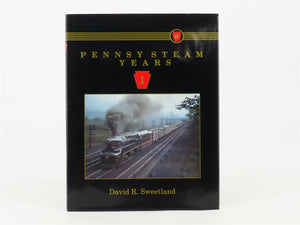 PENNSY STEAM
YEARS
1
David R. Sweetland